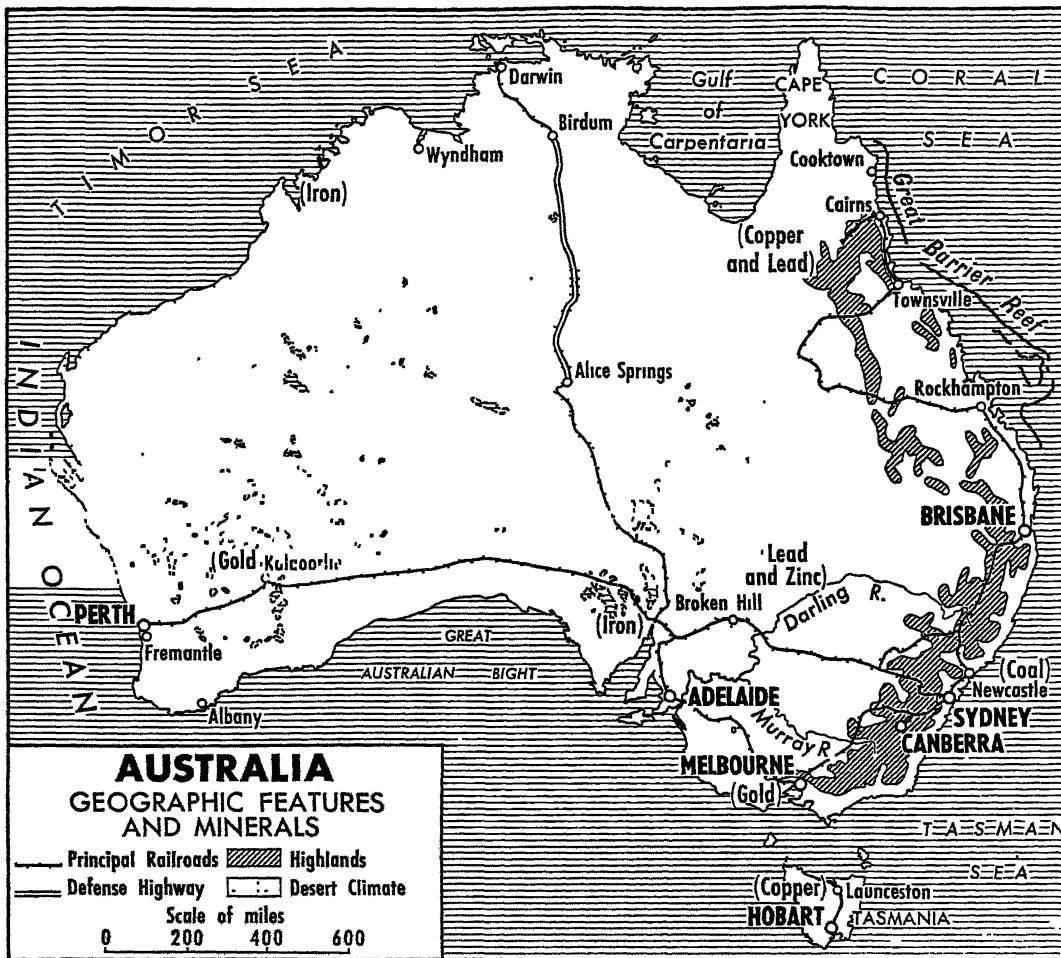 TIMOR SEA
Darwin
Birdum
Wyndham
(Iron)
Gulf
of
Carpentaria
CAPE
YORK
CORAL
SEA
Cooktown
Cairns
Great Barrier Reef
(Copper
and Lead)
Townsville
Rockhampton
Alice Springs
INDIAN OCEAN
BRISBANE
(Gold
PERTH
Fremantle
Albany
GREAT
AUSTRALIAN BIGHT
(Iron)
Lead
and Zinc)
Broken Hill
Darling R.
ADELAIDE
Murray R
MELBOURNE
(Gold)
(Coal)
Newcastle
SYDNEY
CANBERRA
TASMAN
SEA
(Copper)
Launceston
HOBART
TASMANIA
AUSTRALIA
GEOGRAPHIC FEATURES
AND MINERALS
Principal Railroads Highlands
Defense Highway Desert Climate
Scale of miles
0 200 400 600